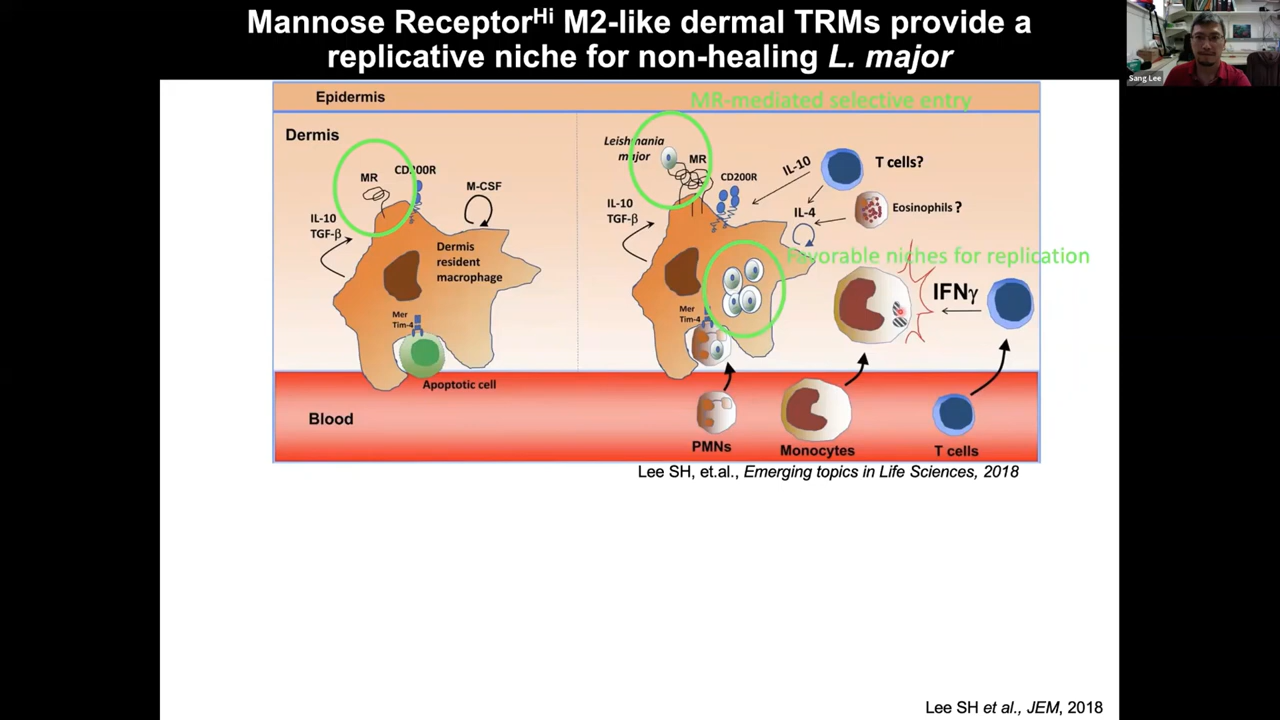 Mannose ReceptorHi M2-like dermal TRMs provide a
replicative niche for non-healing L. major
Sang Lee
Epidermis
MR-mediated selective entry
Dermis
MR
CD200R
M-CSF
IL-10
TGF-β
Dermis
resident
macrophage
Mer
Tim-4
Apoptotic cell
Leishmania
major
MR
CD200R
IL-10
T cells?
IL-10
TGF-β
IL-4
Eosinophils ?
Favorable niches for replication
IFNγ
Mer
Tim-4
Blood
PMNs
Monocytes
T cells
Lee SH, et.al., Emerging topics in Life Sciences, 2018
Lee SH et al., JEM, 2018